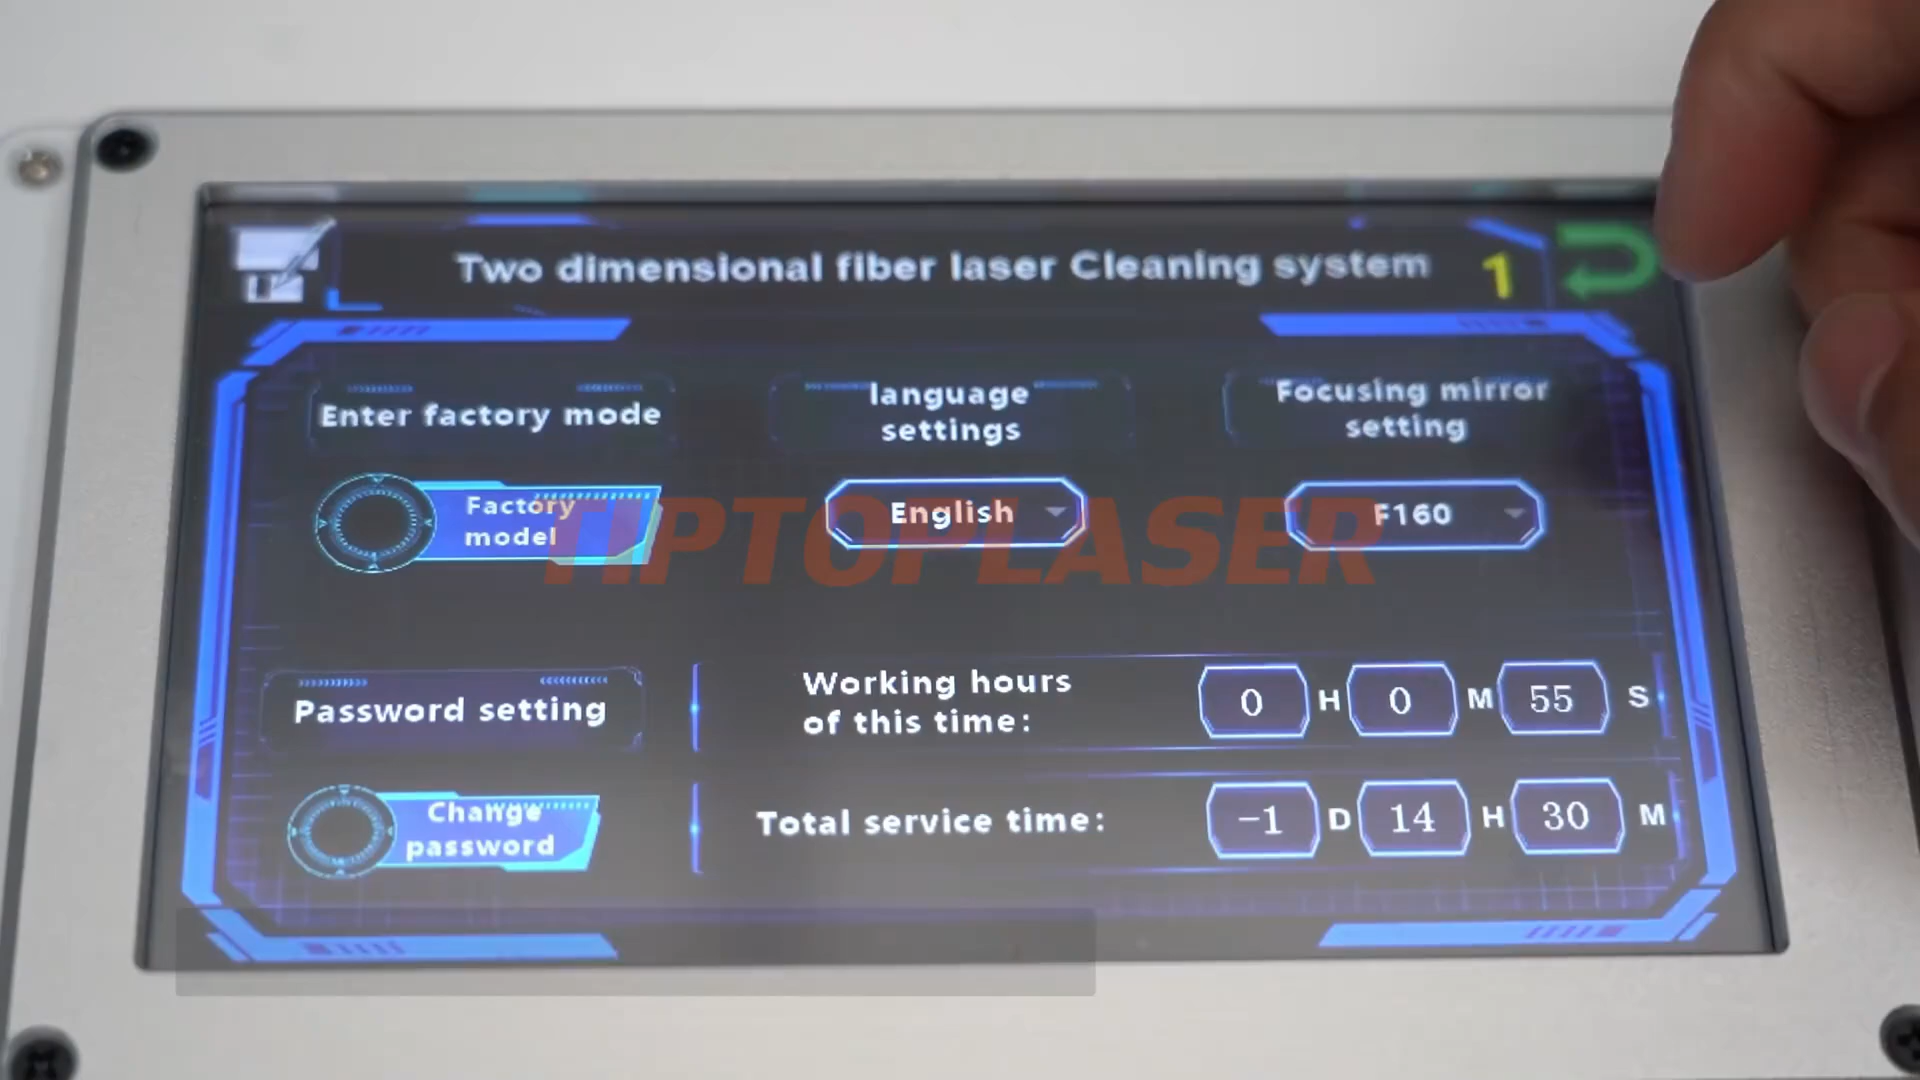 Two dimensional fiber laser Cleaning system 1
Enter factory mode
language
settings
Focusing mirror
setting
Factory
model
English
F160
TIPTOPLASER
Password setting
Working hours
of this time:
0 H 0 M 55 S
Change
password
Total service time:
-1 D 14 H 30 M